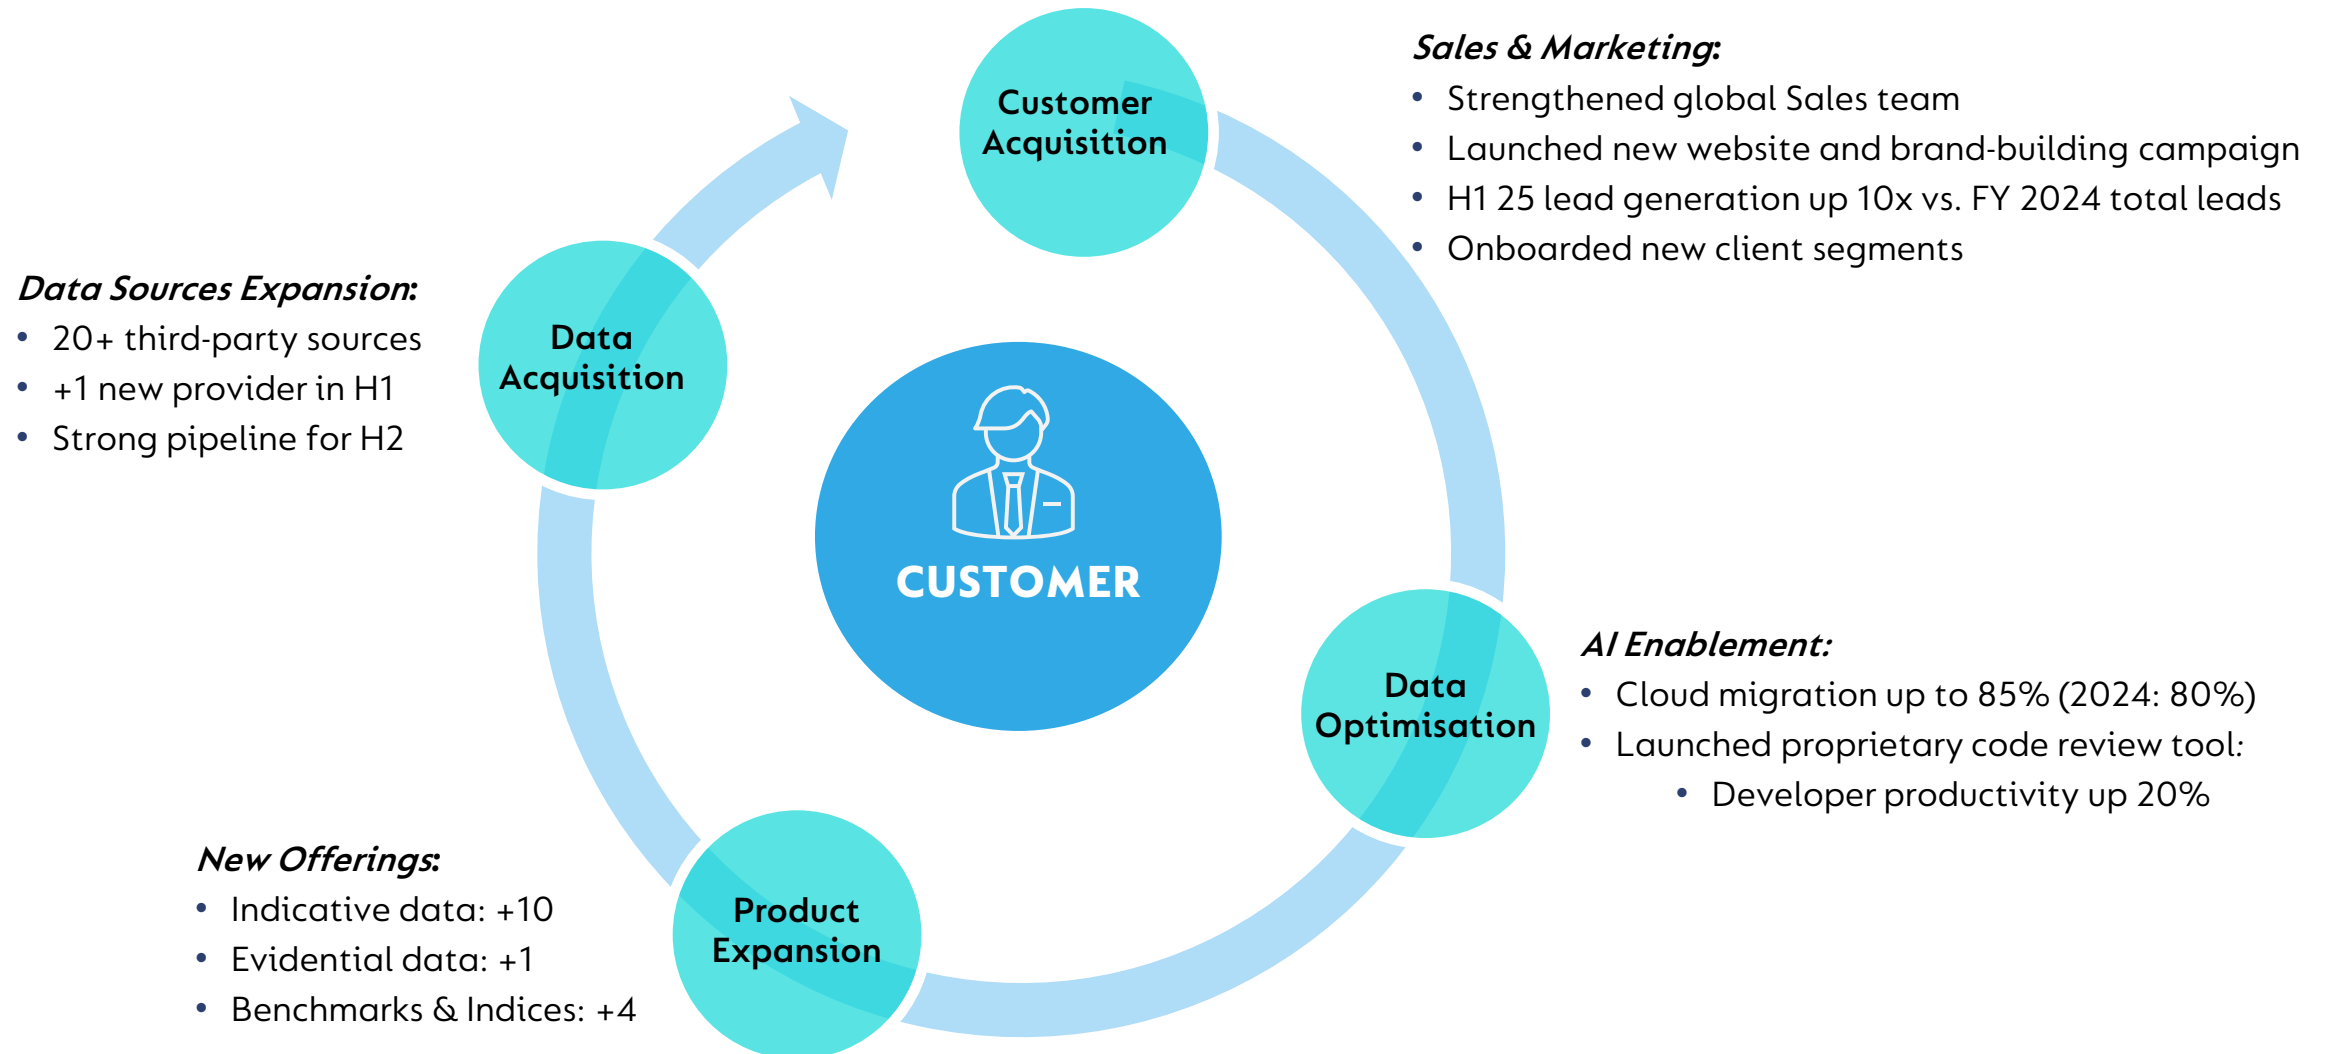 Customer
Acquisition
Sales & Marketing:
• Strengthened global Sales team
• Launched new website and brand-building campaign
• H1 25 lead generation up 10x vs. FY 2024 total leads
• Onboarded new client segments
Data Sources Expansion:
• 20+ third-party sources
• +1 new provider in H1
• Strong pipeline for H2
Data
Acquisition
CUSTOMER
Data
Optimisation
AI Enablement:
• Cloud migration up to 85% (2024: 80%)
• Launched proprietary code review tool:
• Developer productivity up 20%
New Offerings:
• Indicative data: +10
• Evidential data: +1
• Benchmarks & Indices: +4
Product
Expansion